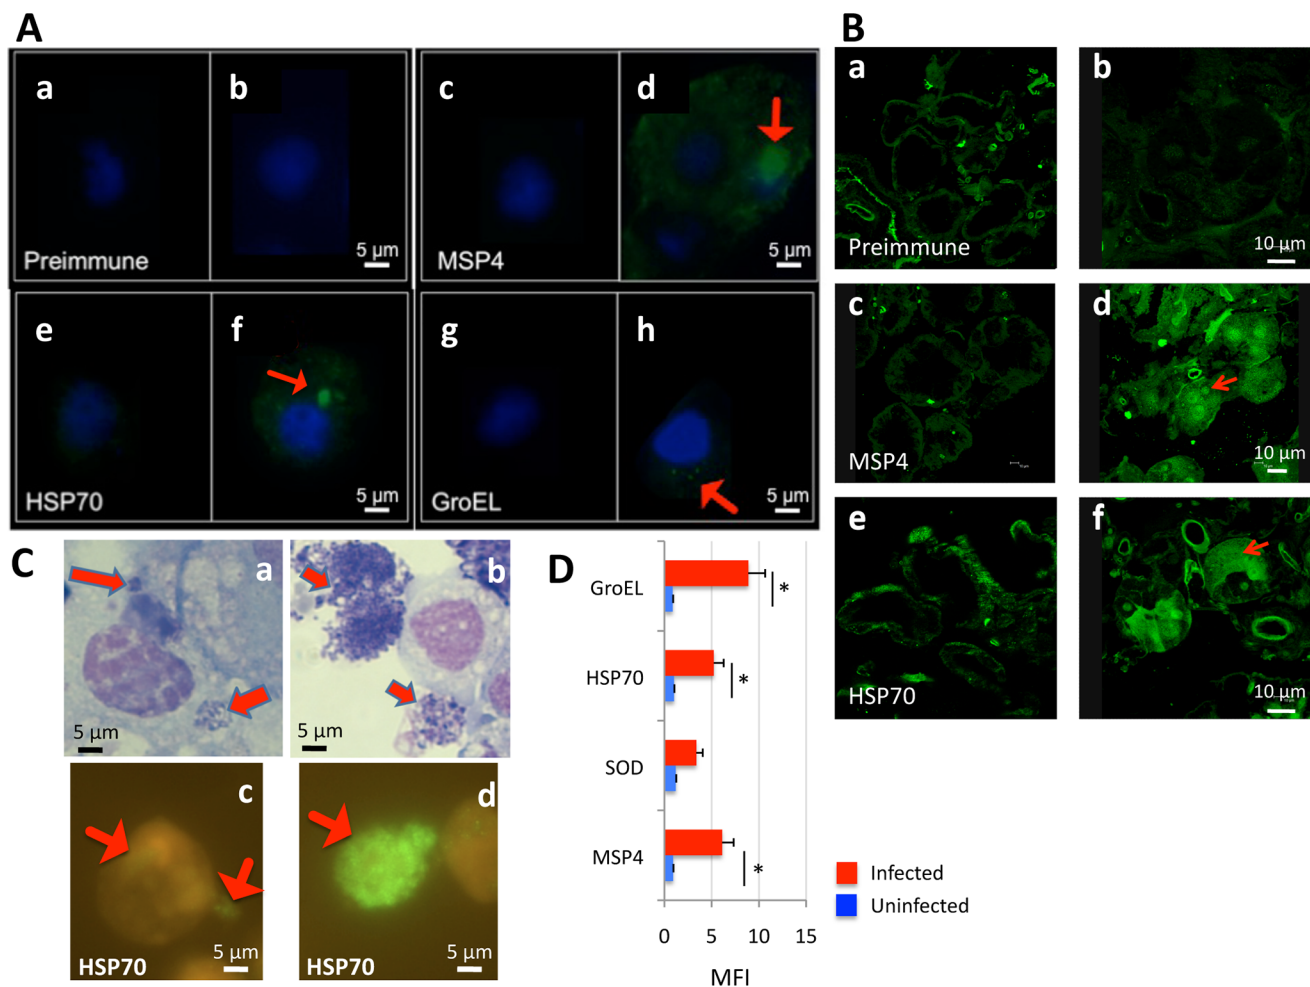 A
a
b
c
d
Preimmune
5 µm
MSP4
5 µm
e
f
g
h
HSP70
5 µm
GroEL
5 µm
B
a
b
Preimmune
10 µm
c
d
MSP4
10 µm
e
f
HSP70
10 µm
C
a
b
5 µm
5 µm
c
d
HSP70
5 µm
HSP70
5 µm
D
GroEL
*
HSP70
*
SOD
MSP4
*
0 5 10 15
MFI
Infected
Uninfected